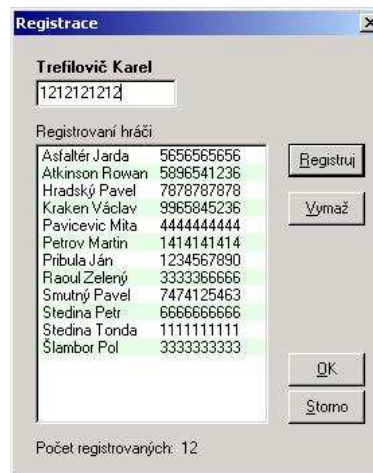 Registrace
Trefilovič Karel
1212121212
Registrovaní hráči
Asfaltér Jarda 5656565656
Atkinson Rowan 5896541236
Hradský Pavel 7878787878
Kraken Václav 9965845236
Pavicevic Mita 4444444444
Petrov Martin 1414141414
Pribula Ján 1234567890
Raoul Zelený 3333366666
Smutný Pavel 7474125463
Stedina Petr 6666666666
Stedina Tonda 1111111111
Šlambor Pol 3333333333
Registruj
Vymaž
OK
Storno
Počet registrovaných: 12